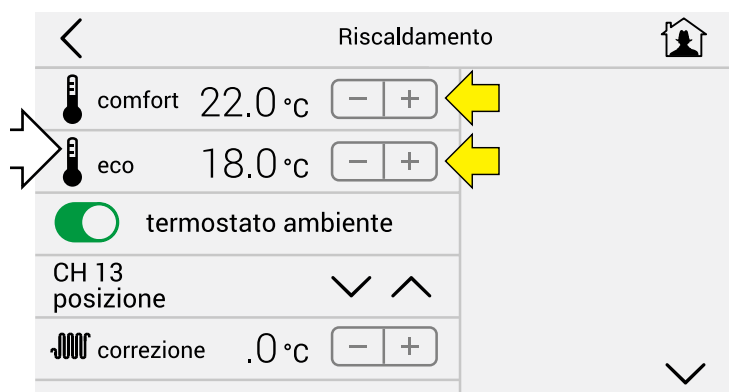 Riscaldamento
comfort 22.0 °C
eco 18.0 °C
termostato ambiente
CH 13
posizione
correzione .0 °C